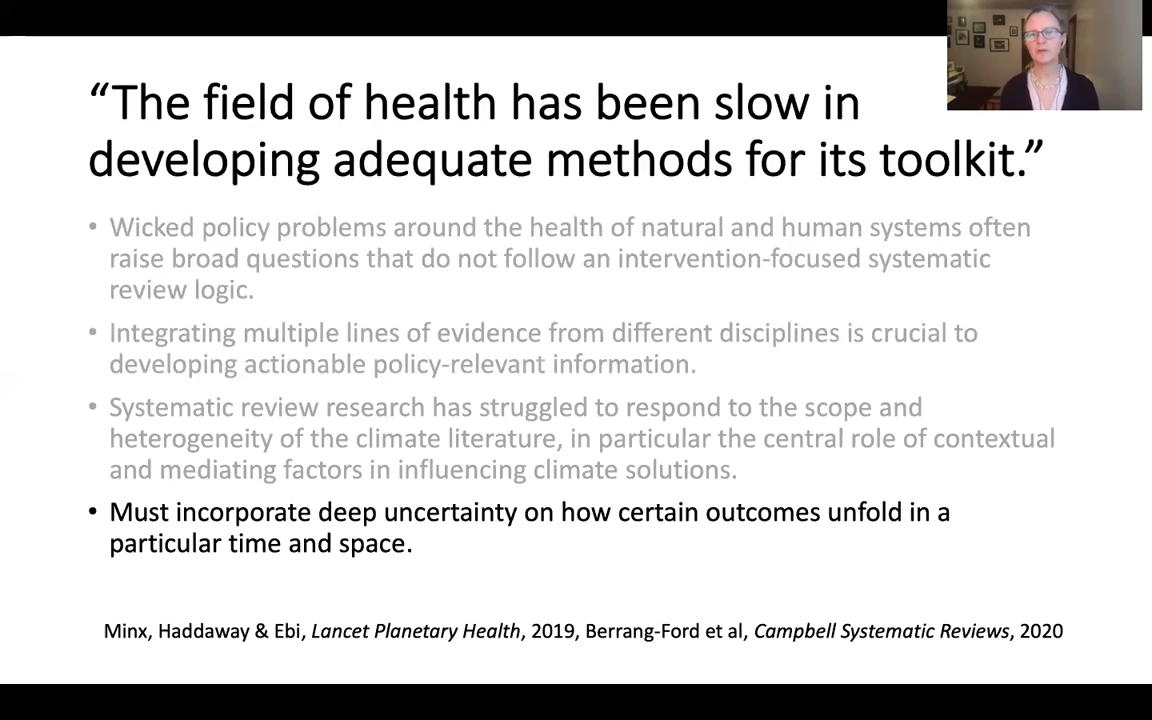 “The field of health has been slow in
developing adequate methods for its toolkit.”
• Wicked policy problems around the health of natural and human systems often
raise broad questions that do not follow an intervention-focused systematic
review logic.
• Integrating multiple lines of evidence from different disciplines is crucial to
developing actionable policy-relevant information.
• Systematic review research has struggled to respond to the scope and
heterogeneity of the climate literature, in particular the central role of contextual
and mediating factors in influencing climate solutions.
• Must incorporate deep uncertainty on how certain outcomes unfold in a
particular time and space.
Minx, Haddaway & Ebi, Lancet Planetary Health, 2019, Berrang-Ford et al, Campbell Systematic Reviews, 2020